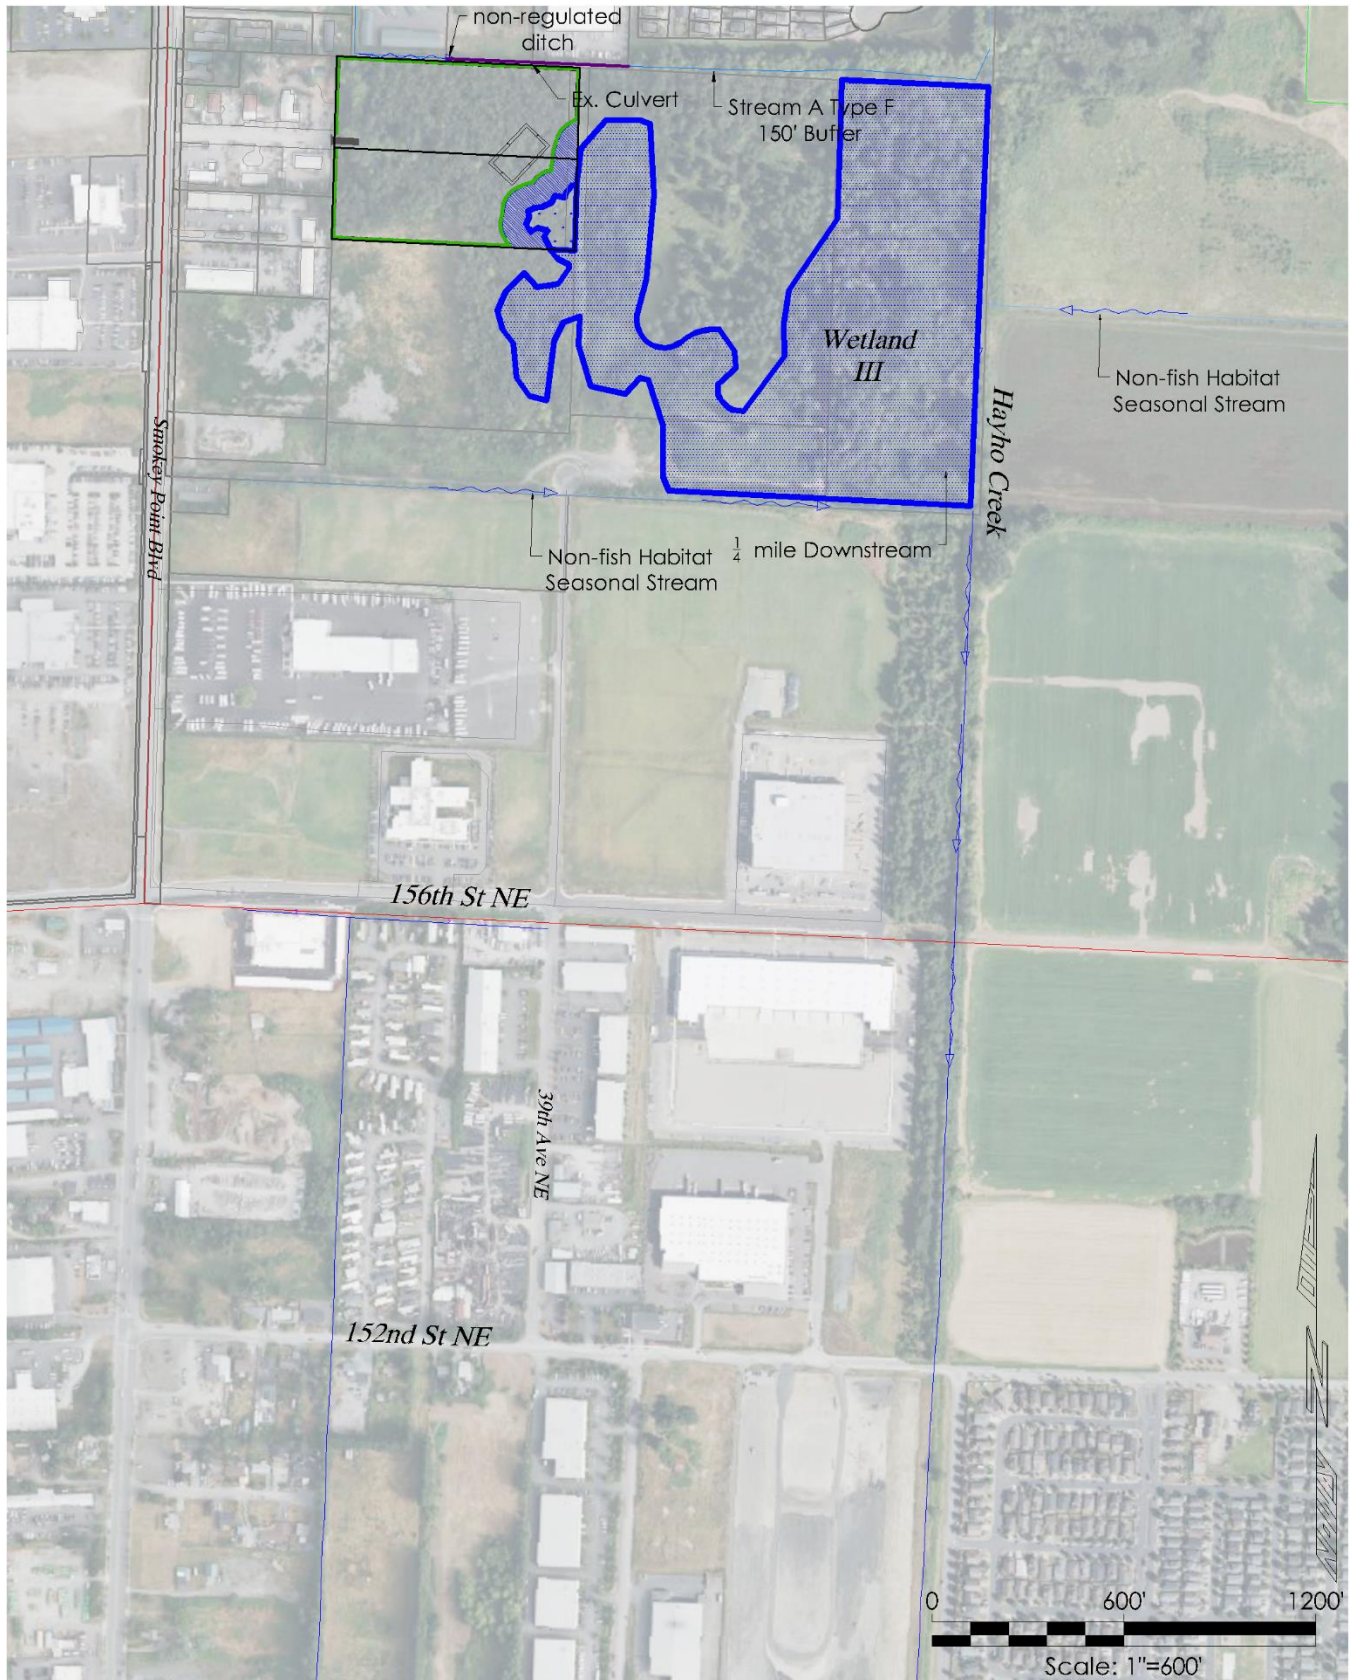 non-regulated
ditch
Ex. Culvert
Stream A Type F
150' Buffer
Wetland
III
Non-fish Habitat
Seasonal Stream
Hayho Creek
Smokey Point Blvd
Non-fish Habitat
Seasonal Stream
1/4 mile Downstream
156th St NE
39th Ave NE
152nd St NE
0 600' 1200'
Scale: 1"=600'